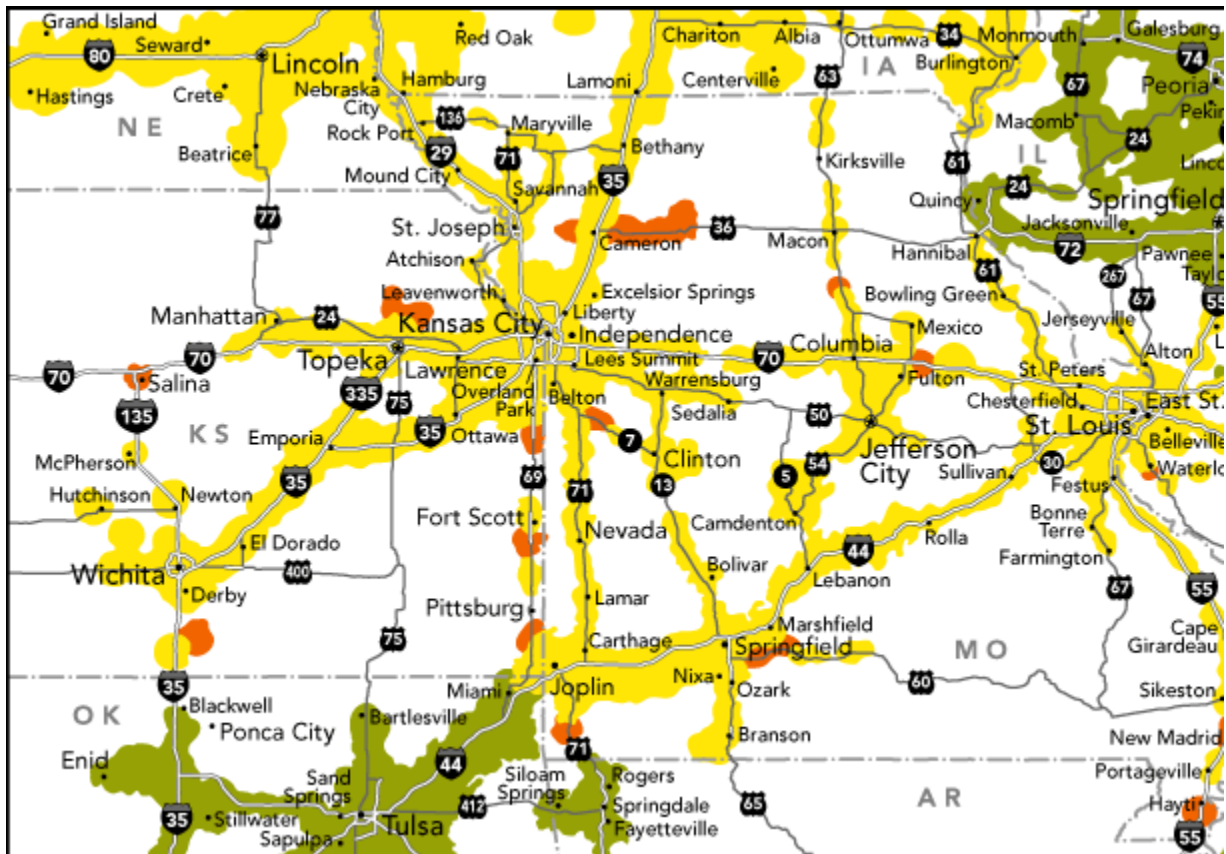 Grand Island
Seward
80
Lincoln
Hastings
Crete
Nebraska
City
Hamburg
Red Oak
NE
Beatrice
Rock Port
136
Maryville
29
71
Mound City
Savannah
Lamoni
Bethany
35
Chariton
Albia
Ottumwa
34
Centerville
63
IA
Burlington
Monmouth
Galesburg
74
67
Peoria
Pekin
Macomb
24
IL
61
Kirksville
Linco
Quincy
24
Springfield
Jacksonville
72
Pawnee
Taylo
267
67
55
77
St. Joseph
Cameron
36
Macon
Hannibal
61
Atchison
Leavenworth
Excelsior Springs
Bowling Green
Jerseyville
Manhattan
24
Kansas City
Liberty
Independence
Mexico
Alton
L
70
70
Topeka
Lawrence
Lees Summit
70
Columbia
Fulton
St. Peters
Salina
135
335
75
Overland
Park
Belton
Warrensburg
Sedalia
50
Chesterfield
East St.
St. Louis
Belleville
KS
Emporia
35
Ottawa
7
Clinton
Jefferson
City
54
5
Sullivan
30
Waterlo
Festus
McPherson
Hutchinson
Newton
35
69
71
13
Fort Scott
Nevada
Camdenton
Rolla
Bonne
Terre
El Dorado
Farmington
Wichita
400
Bolivar
Lebanon
44
67
55
Derby
Pittsburg
Lamar
75
Carthage
Marshfield
Springfield
MO
Cape
Girardeau
35
Miami
Joplin
Nixa
Ozark
60
Sikeston
OK
Blackwell
Ponca City
Bartlesville
71
Branson
New Madrid
Enid
44
Siloam
Springs
Rogers
Portageville
Sand
Springs
412
Springdale
65
AR
Hayti
35
Stillwater
Tulsa
Fayetteville
55
Sapulpa